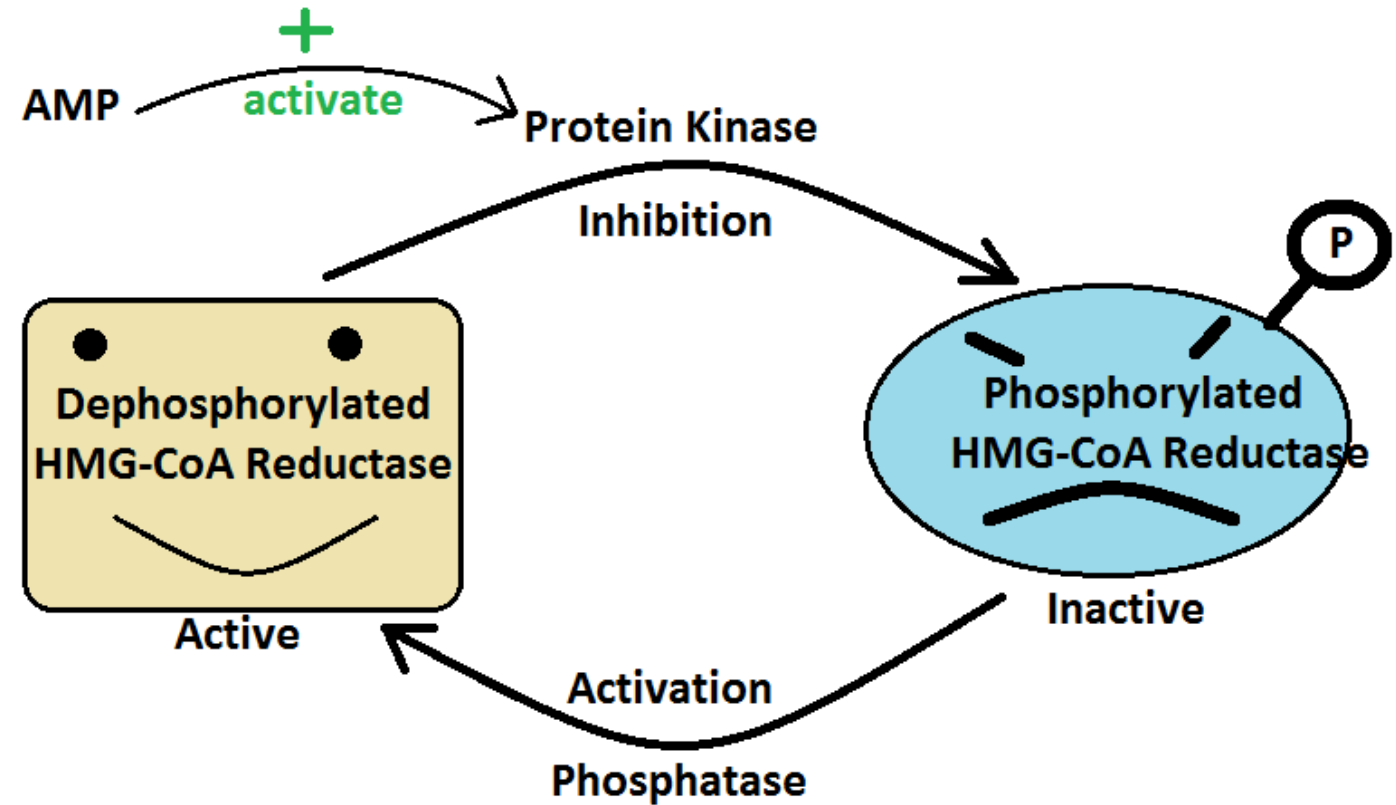 +
AMP
activate
Protein Kinase
Inhibition
P
Dephosphorylated
HMG-CoA Reductase
Phosphorylated
HMG-CoA Reductase
Active
Inactive
Activation
Phosphatase